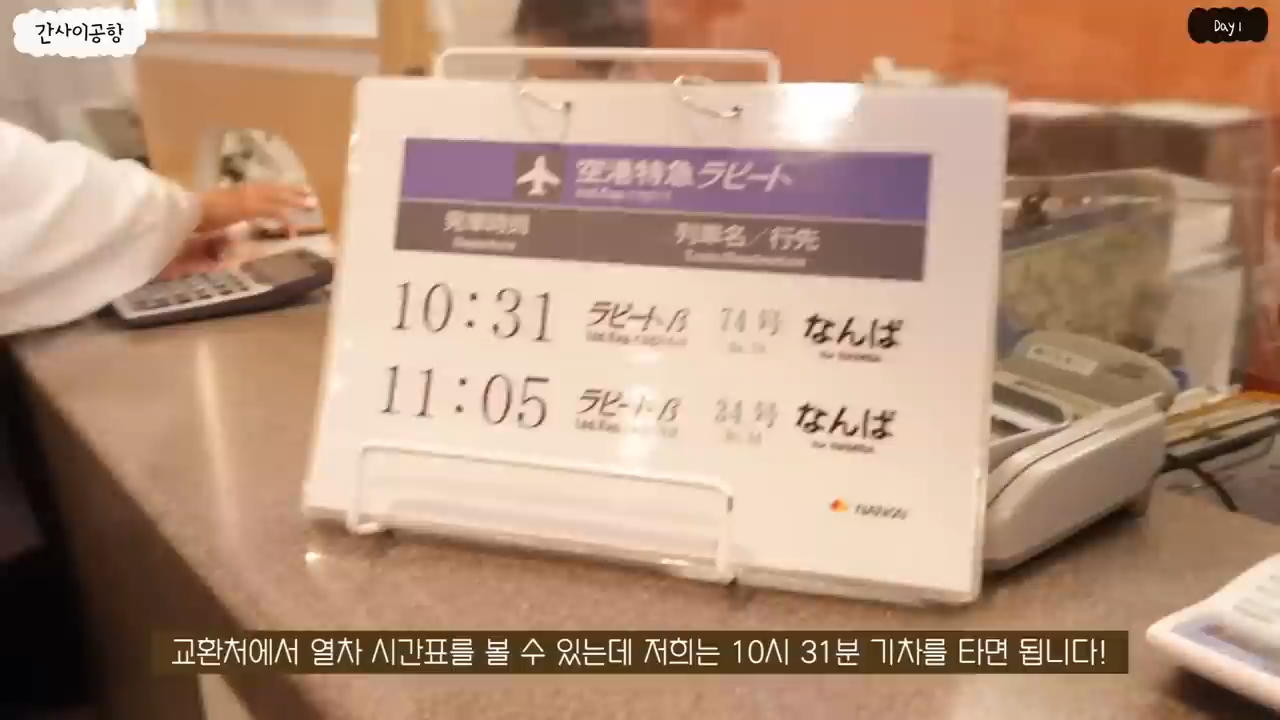 간사이공항
Day 1
空港特急 ラピート
発車時刻
列車名／行先
10:31 ラピートβ 74号 なんば
11:05 ラピートβ 34号 なんば
NANKAI
교환처에서 열차 시간표를 볼 수 있는데 저희는 10시 31분 기차를 타면 됩니다!